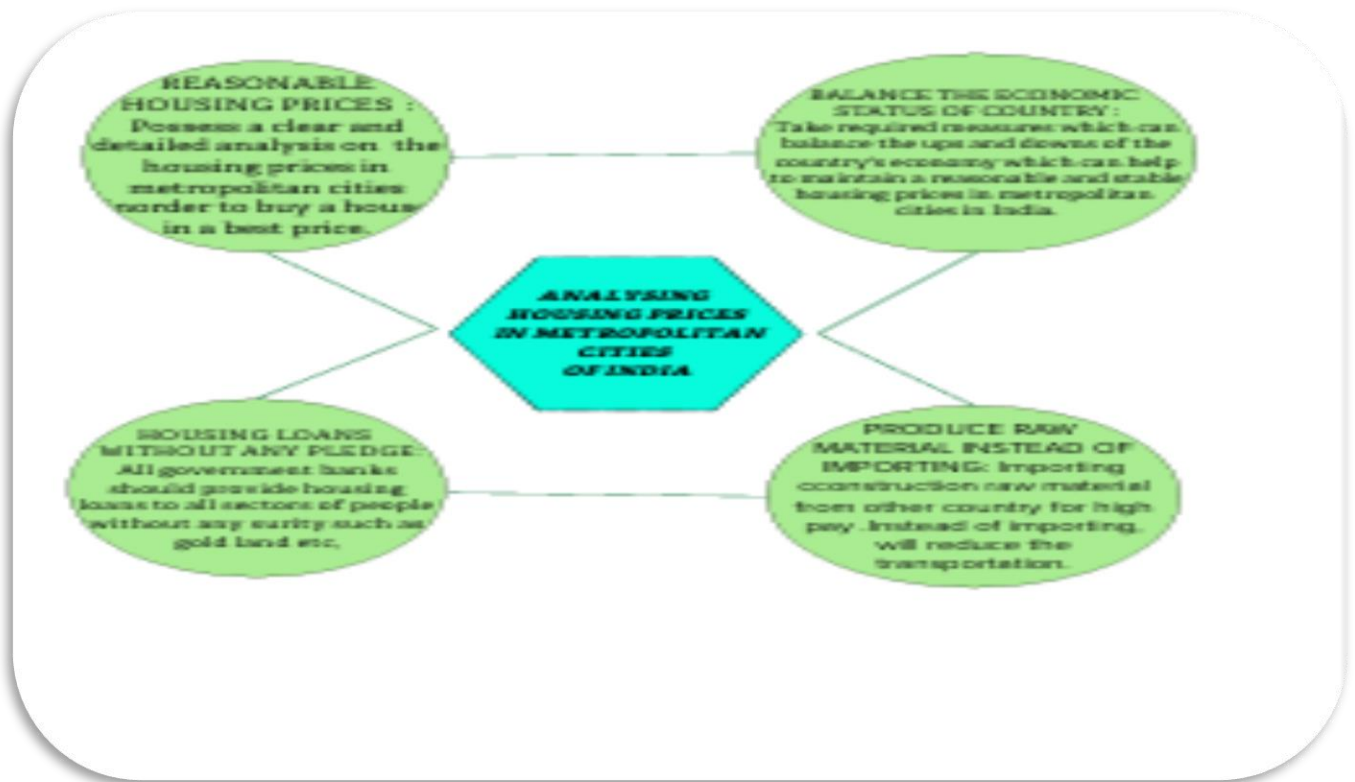 REASONABLE
HOUSING PRICES :
Possess a clear and
detailed analysis on the
housing prices in
metropolitan cities
norder to buy a hous
in a best price.
BALANCE THE ECONOMIC
STATUS OF COUNTRY :
Take required measures which can
balance the ups and downs of the
country's economy which can help
to maintain a reasonable and stable
housing prices in metropolitan
cities in India.
ANALYSING
HOUSING PRICES
IN METROPOLITAN
CITIES
OF INDIA
HOUSING LOANS
WITHOUT ANY PLEDGE:
All government banks
should provide housing
loans to all sectors of people
without any surity such as
gold land etc,
PRODUCE RAW
MATERIAL INSTEAD OF
IMPORTING: Importing
cconstruction raw material
from other country for high
pay .Instead of importing,
will reduce the
transportation.